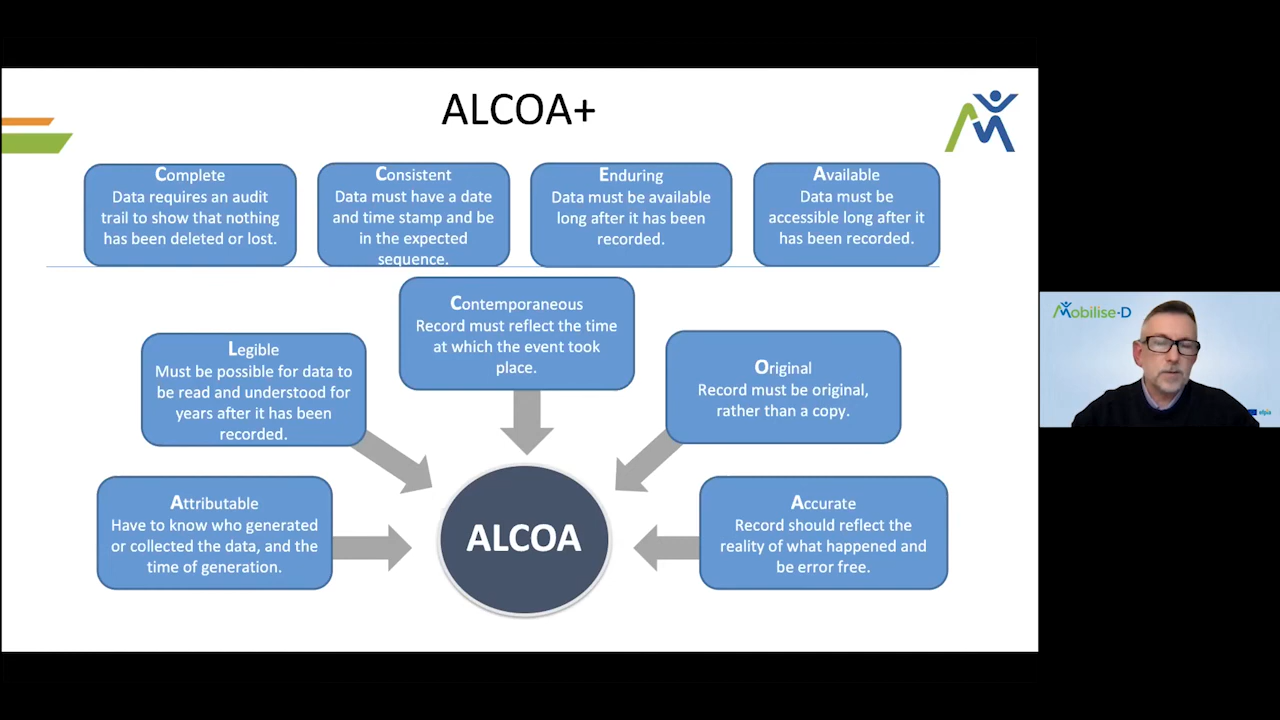 ALCOA+
Complete
Data requires an audit
trail to show that nothing
has been deleted or lost.
Consistent
Data must have a date
and time stamp and be
in the expected
sequence.
Enduring
Data must be available
long after it has been
recorded.
Available
Data must be
accessible long after it
has been recorded.
Contemporaneous
Record must reflect the time
at which the event took
place.
Legible
Must be possible for data to
be read and understood for
years after it has been
recorded.
Original
Record must be original,
rather than a copy.
Attributable
Have to know who generated
or collected the data, and the
time of generation.
ALCOA
Accurate
Record should reflect the
reality of what happened and
be error free.
Mobilise-D
efpia